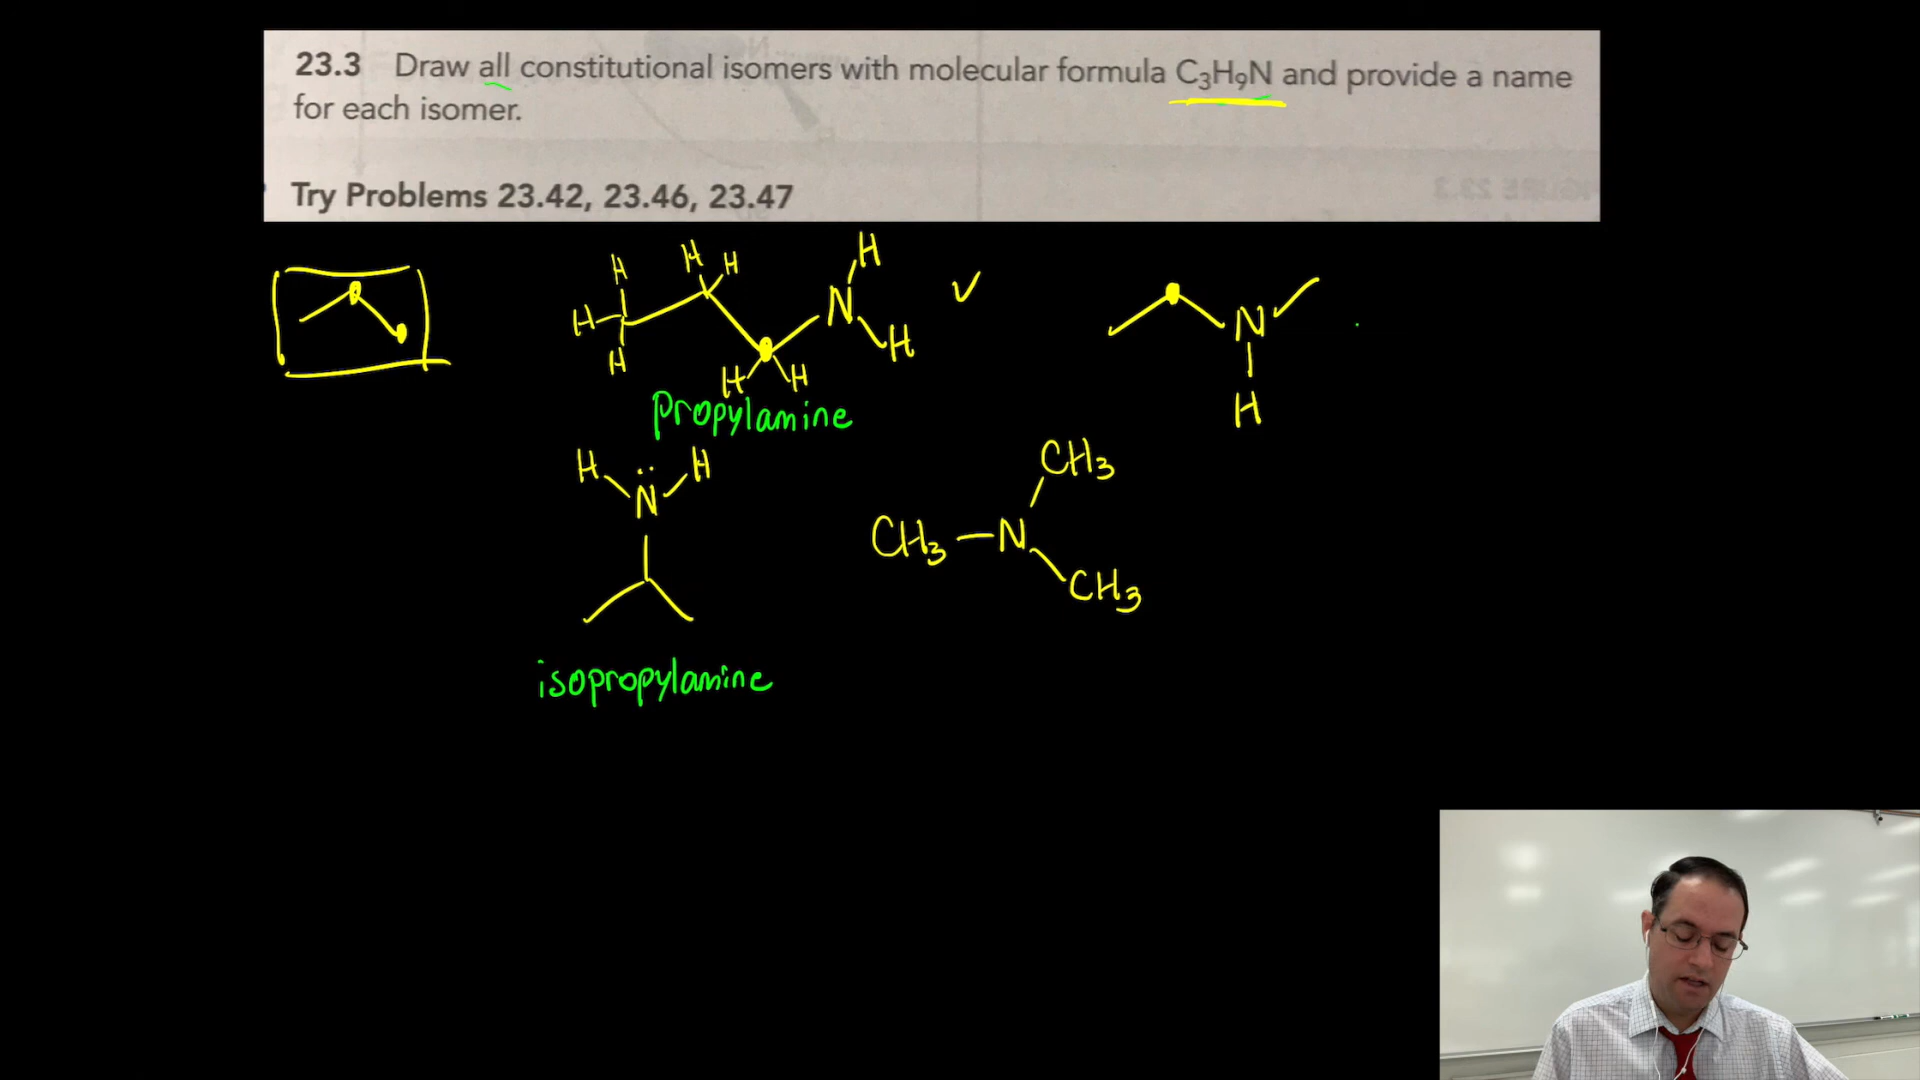 23.3 Draw all constitutional isomers with molecular formula C₃H₉N and provide a name
for each isomer.
Try Problems 23.42, 23.46, 23.47
H
H H
H
H
N
H
H
H H
propylamine
N
H
H
N̈
H
isopropylamine
CH₃
CH₃ — N
CH₃